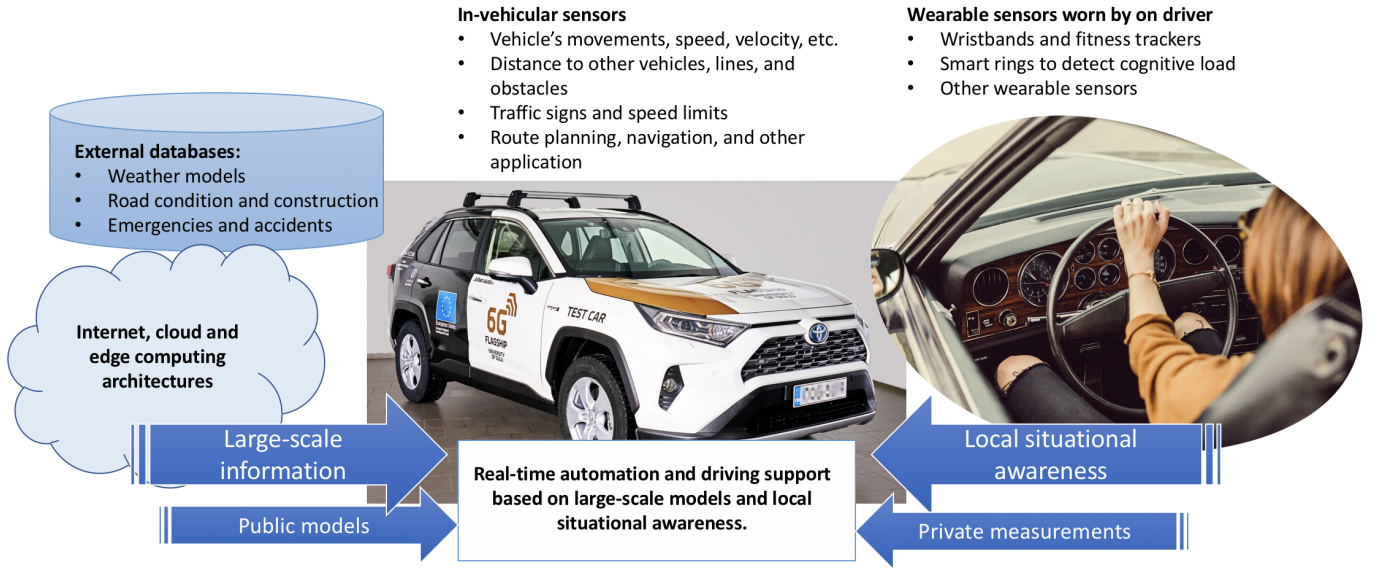 In-vehicular sensors
• Vehicle's movements, speed, velocity, etc.
• Distance to other vehicles, lines, and
obstacles
• Traffic signs and speed limits
• Route planning, navigation, and other
application
Wearable sensors worn by on driver
• Wristbands and fitness trackers
• Smart rings to detect cognitive load
• Other wearable sensors
External databases:
• Weather models
• Road condition and construction
• Emergencies and accidents
Internet, cloud and
edge computing
architectures
6G
FLAGSHIP
UNIVERSITY
OF OULU
TEST CAR
Large-scale
information
Public models
Real-time automation and driving support
based on large-scale models and local
situational awareness.
Local situational
awareness
Private measurements